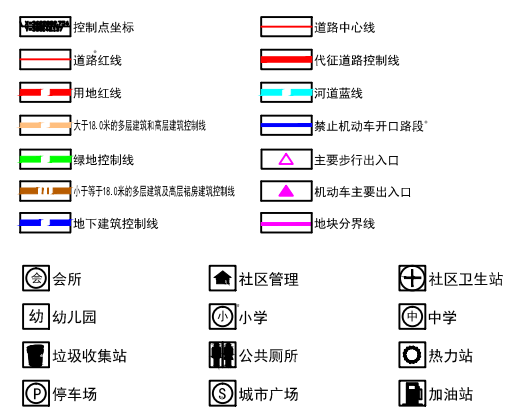 控制点坐标 道路中心线
道路红线 代征道路控制线
用地红线 河道蓝线
大于18.0米的多层建筑和高层建筑控制线 禁止机动车开口路段
绿地控制线 主要步行出入口
小于等于18.0米的多层建筑及高层裙房建筑控制线 机动车主要出入口
地下建筑控制线 地块分界线
会 会所 社区管理 社区卫生站
幼 幼儿园 小 小学 中 中学
垃圾收集站 公共厕所 热力站
P 停车场 S 城市广场 加油站